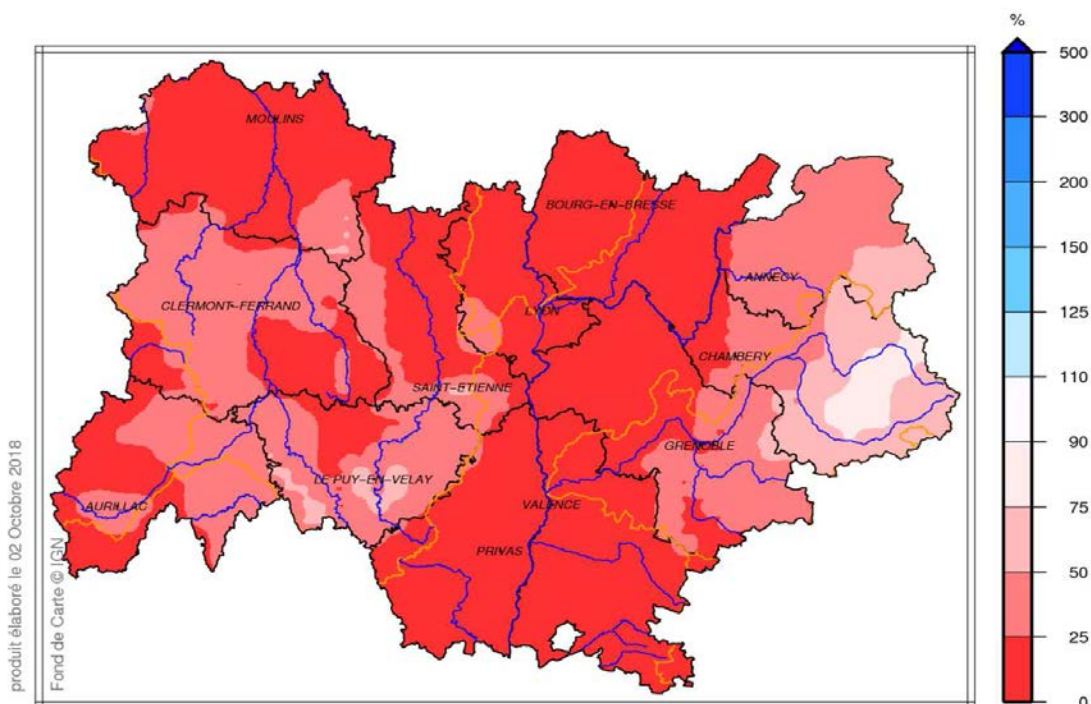 %
500
300
200
150
125
110
90
75
50
25
0
MOULINS
BOURG-EN-BRESSE
ANNECY
CLERMONT-FERRAND
LYON
CHAMBERY
SAINT-ETIENNE
GRENOBLE
LE PUY-EN-VELAY
AURILLAC
VALENCE
PRIVAS
produit élaboré le 02 Octobre 2018
Fond de Carte © IGN